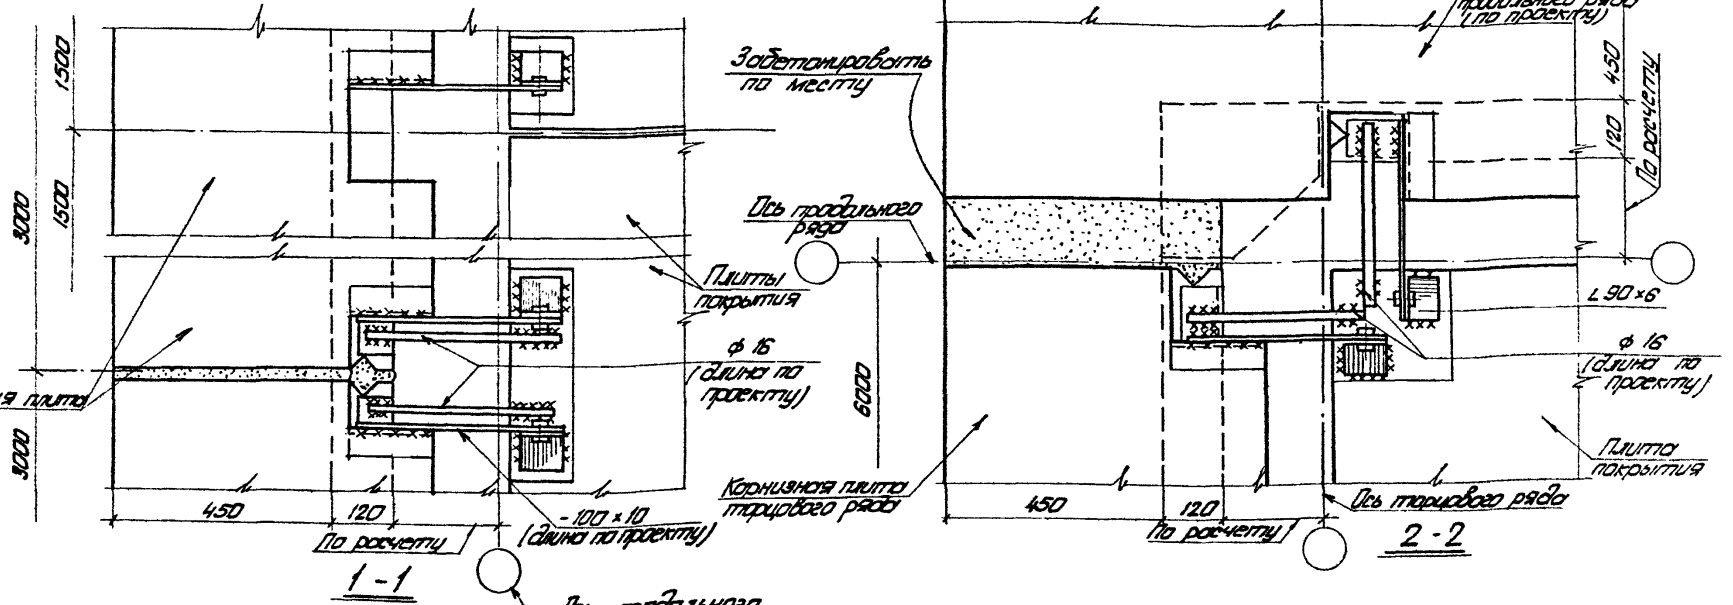 1500
3000
1500
3000
плита
450
120
По расчету
1-1
Плиты
покрытия
ф 16
(длина по
проекту)
-100×10
(длина по проекту)
Забетонировать
по месту
Ось продольного
ряда
6000
Карнизная плита
торцового ряда
450
120
По расчету
2-2
(по проекту)
450
120
По расчету
∟90×6
ф 16
(длина по
проекту)
Плита
покрытия
Ось торцового ряда